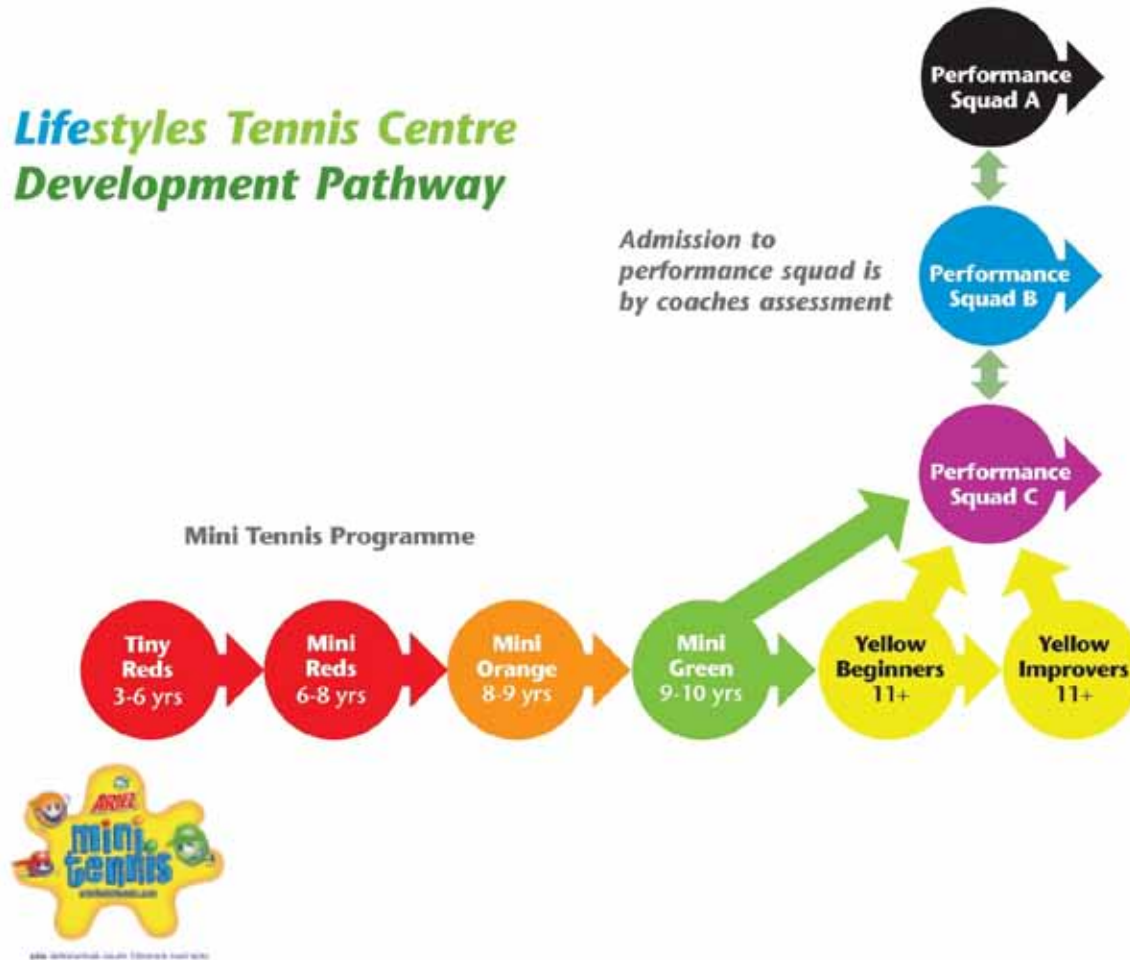 Lifestyles Tennis Centre
Development Pathway
Performance
Squad A
Admission to
performance squad is
by coaches assessment
Performance
Squad B
Performance
Squad C
Mini Tennis Programme
Tiny
Reds
3-6 yrs
Mini
Reds
6-8 yrs
Mini
Orange
8-9 yrs
Mini
Green
9-10 yrs
Yellow
Beginners
11+
Yellow
Improvers
11+
ARIEL
mini
tennis